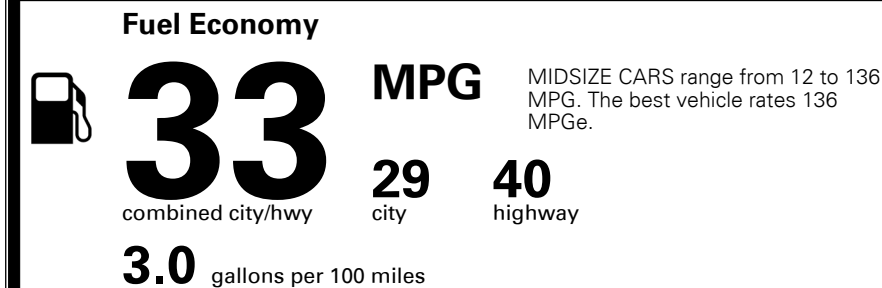 Fuel Economy
33
MPG
MIDSIZE CARS range from 12 to 136
MPG. The best vehicle rates 136
MPGe.
combined city/hwy
29
city
40
highway
3.0 gallons per 100 miles